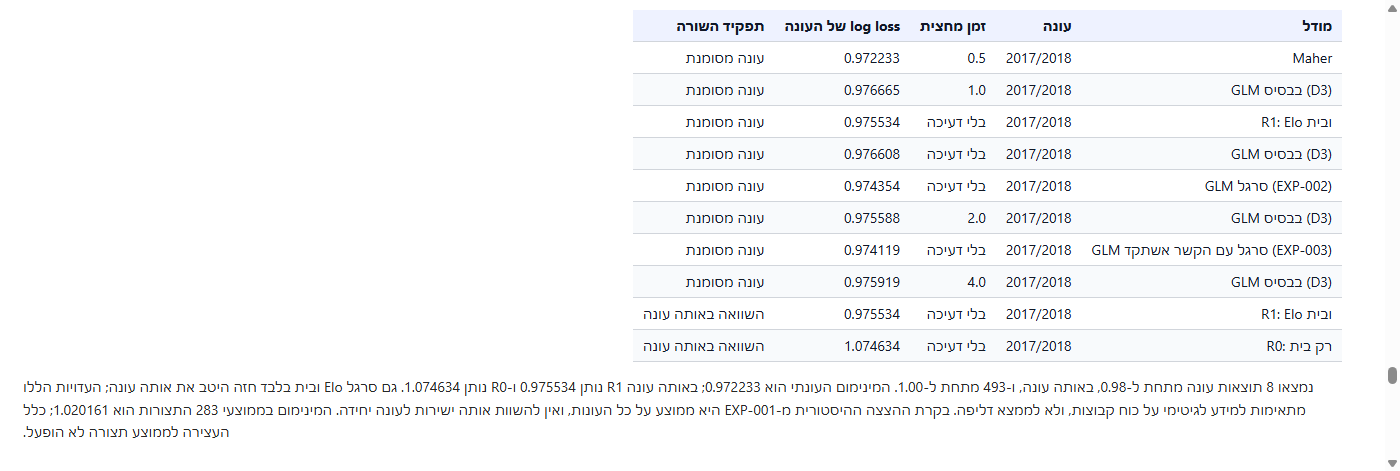 מודל עונה זמן מחצית log loss של העונה תפקיד השורה
Maher 2017/2018 0.5 0.972233 עונה מסומנת
(D3) בבסיס GLM 2017/2018 1.0 0.976665 עונה מסומנת
ובית R1: Elo 2017/2018 בלי דעיכה 0.975534 עונה מסומנת
(D3) בבסיס GLM 2017/2018 בלי דעיכה 0.976608 עונה מסומנת
(EXP-002) סרגל GLM 2017/2018 בלי דעיכה 0.974354 עונה מסומנת
(D3) בבסיס GLM 2017/2018 2.0 0.975588 עונה מסומנת
(EXP-003) סרגל עם הקשר אשתקד GLM 2017/2018 בלי דעיכה 0.974119 עונה מסומנת
(D3) בבסיס GLM 2017/2018 4.0 0.975919 עונה מסומנת
ובית R1: Elo 2017/2018 בלי דעיכה 0.975534 השוואה באותה עונה
רק בית R0: 2017/2018 בלי דעיכה 1.074634 השוואה באותה עונה
נמצאו 8 תוצאות עונה מתחת ל-0.98, באותה עונה, ו-493 מתחת ל-1.00. המינימום העונתי הוא 0.972233; באותה עונה R1 נותן 0.975534 ו-R0 נותן 1.074634. גם סרגל Elo ובית בלבד חזה היטב את אותה עונה; העדויות הללו
מתאימות למידע לגיטימי על כוח קבוצות, ולא לממצא דליפה. בקרת ההצצה ההיסטורית מ-EXP-001 היא ממוצע על כל העונות, ואין להשוות אותה ישירות לעונה יחידה. המינימום בממוצעי 283 התצורות הוא 1.020161; כלל
העצירה לממוצע תצורה לא הופעל.